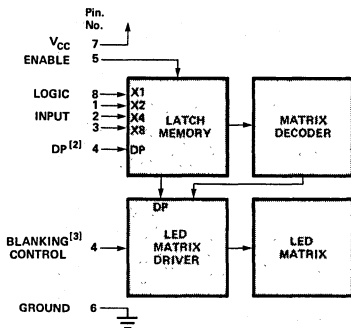 Pin.
No.
VCC 7
ENABLE 5
LOGIC 8 X1
1 X2
INPUT 2 X4
3 X8
DP[2] 4 DP
LATCH
MEMORY
MATRIX
DECODER
DP
BLANKING[3]
CONTROL 4
LED
MATRIX
DRIVER
LED
MATRIX
GROUND 6